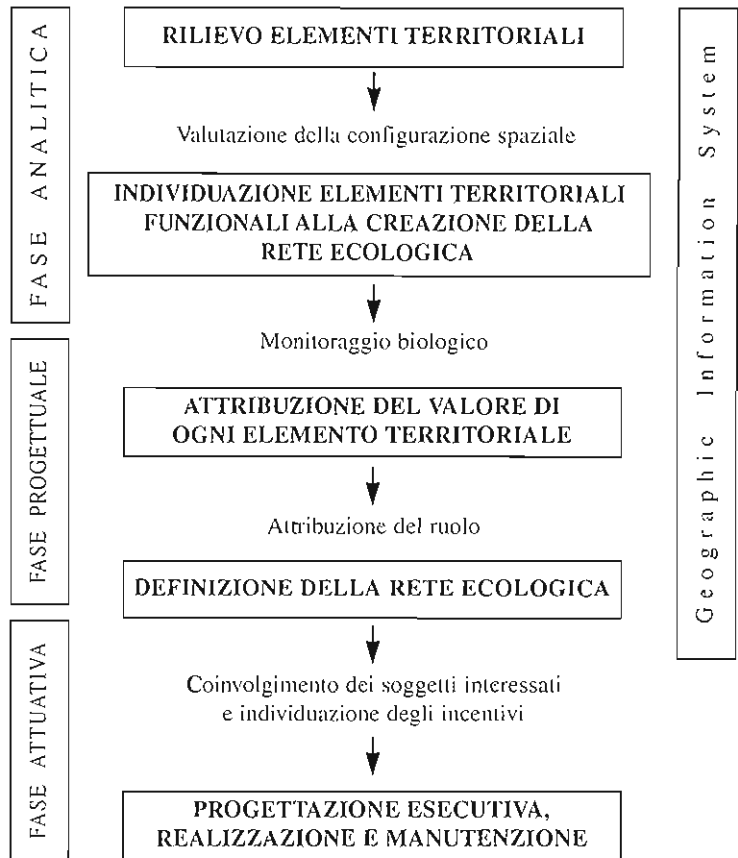 FASE ANALITICA
RILIEVO ELEMENTI TERRITORIALI
Valutazione della configurazione spaziale
INDIVIDUAZIONE ELEMENTI TERRITORIALI
FUNZIONALI ALLA CREAZIONE DELLA
RETE ECOLOGICA
Monitoraggio biologico
FASE PROGETTUALE
ATTRIBUZIONE DEL VALORE DI
OGNI ELEMENTO TERRITORIALE
Attribuzione del ruolo
DEFINIZIONE DELLA RETE ECOLOGICA
FASE ATTUATIVA
Coinvolgimento dei soggetti interessati
e individuazione degli incentivi
PROGETTAZIONE ESECUTIVA,
REALIZZAZIONE E MANUTENZIONE
Geographic Information System